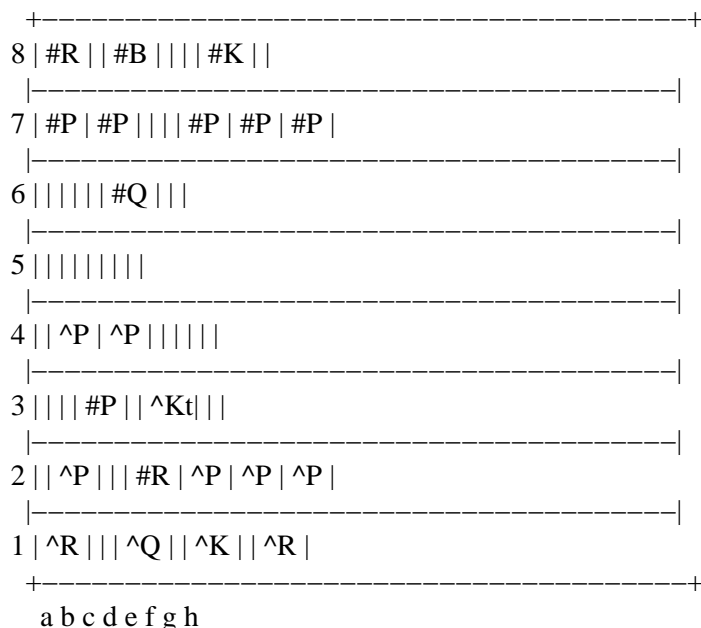 +---------------------------------------+
8 | #R | | #B | | | | #K | |
|---------------------------------------|
7 | #P | #P | | | | #P | #P | #P |
|---------------------------------------|
6 | | | | | | #Q | | |
|---------------------------------------|
5 | | | | | | | | |
|---------------------------------------|
4 | | ^P | ^P | | | | | |
|---------------------------------------|
3 | | | | #P | | ^Kt| | |
|---------------------------------------|
2 | | ^P | | | #R | ^P | ^P | ^P |
|---------------------------------------|
1 | ^R | | | ^Q | | ^K | | ^R |
+---------------------------------------+
a b c d e f g h